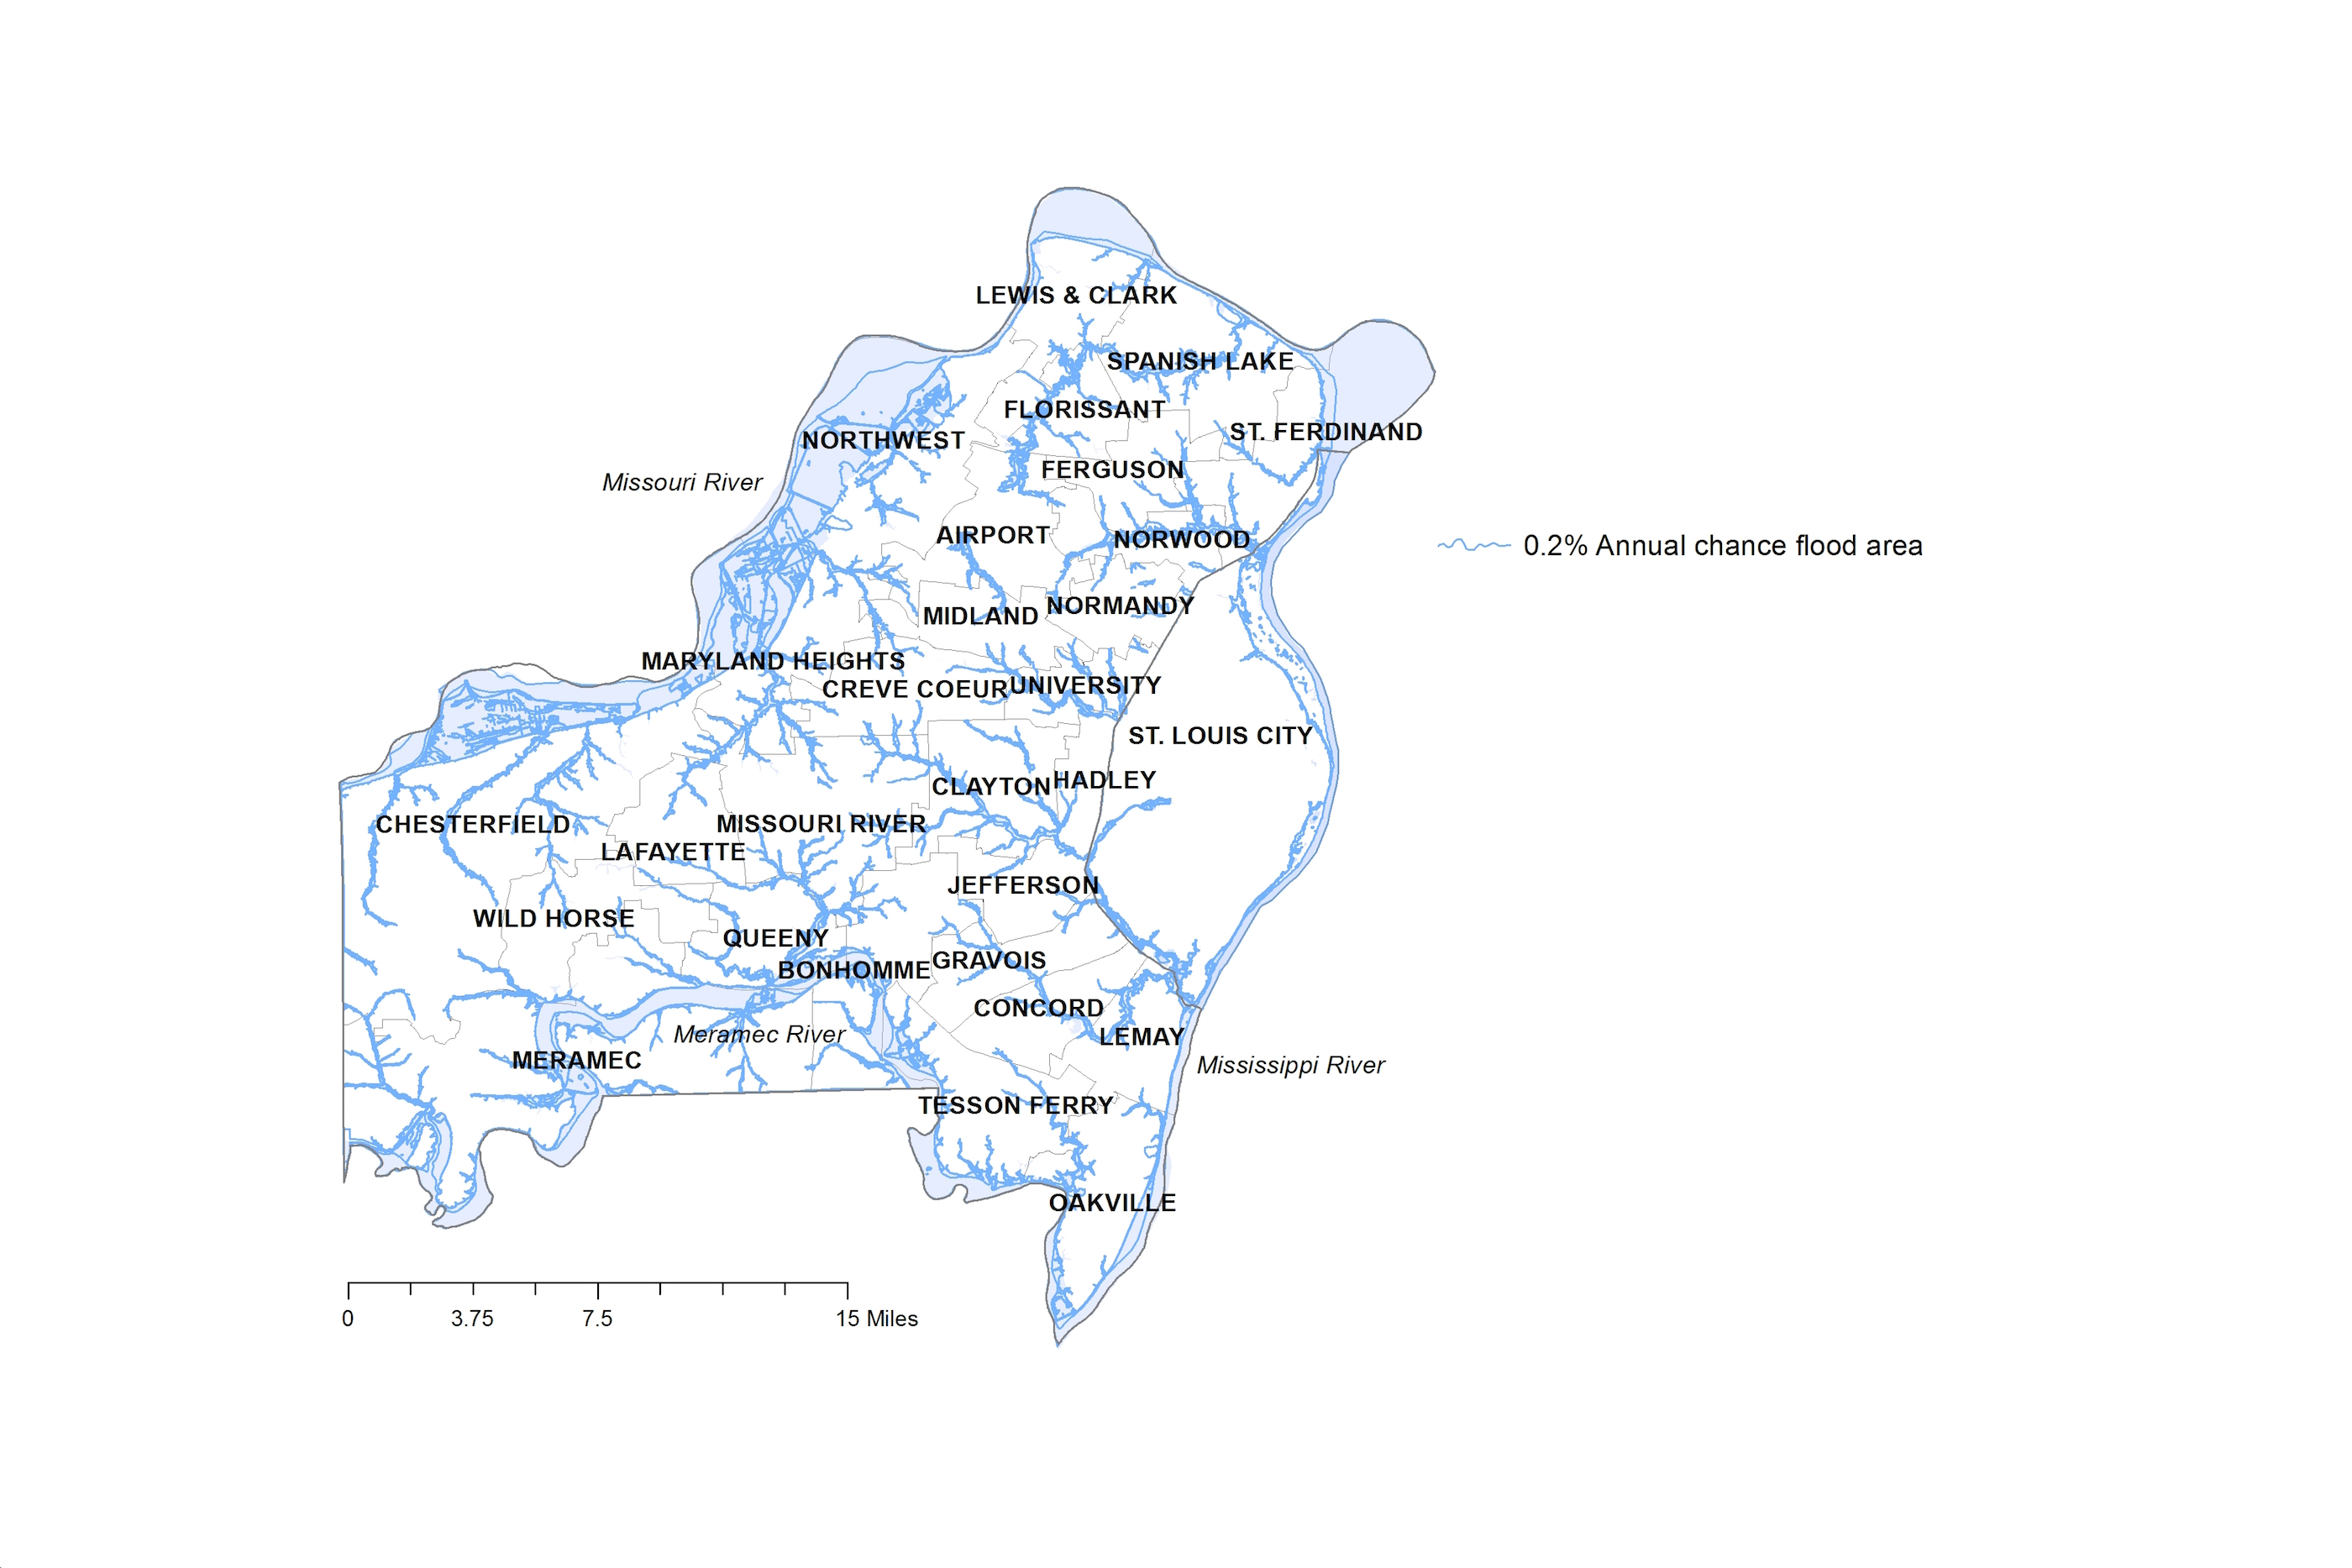 LEWIS & CLARK
SPANISH LAKE
FLORISSANT
ST. FERDINAND
NORTHWEST
FERGUSON
Missouri River
AIRPORT
NORWOOD
0.2% Annual chance flood area
MIDLAND
NORMANDY
MARYLAND HEIGHTS
CREVE COEUR
UNIVERSITY
ST. LOUIS CITY
CLAYTON
HADLEY
CHESTERFIELD
MISSOURI RIVER
LAFAYETTE
JEFFERSON
WILD HORSE
QUEENY
BONHOMME
GRAVOIS
CONCORD
Meramec River
LEMAY
MERAMEC
Mississippi River
TESSON FERRY
OAKVILLE
0 3.75 7.5 15 Miles